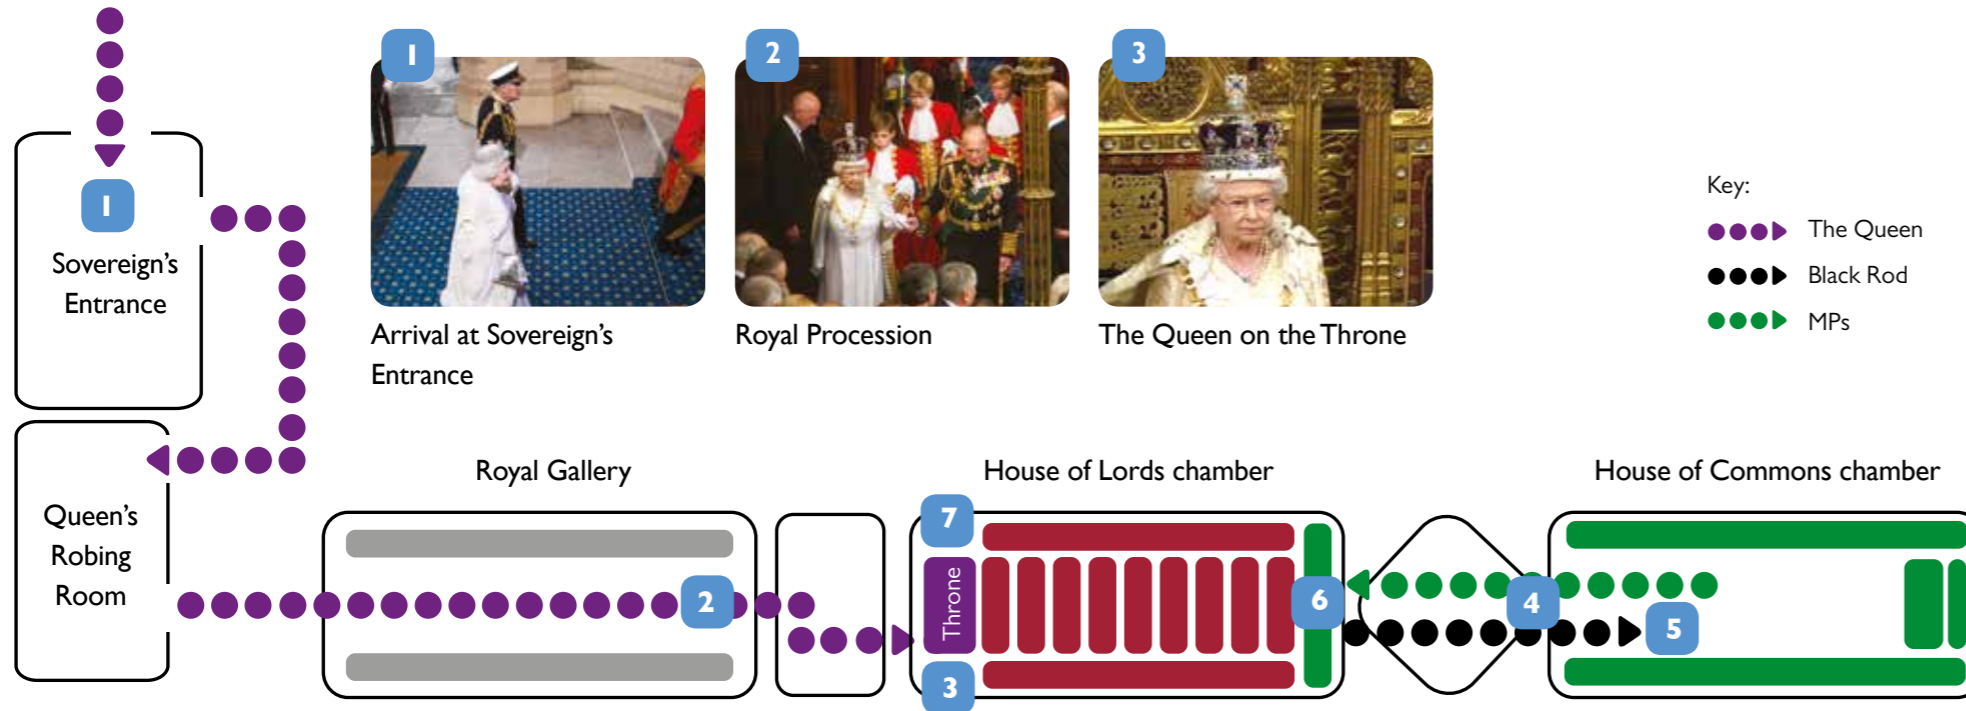 1
2
3
Arrival at Sovereign's
Entrance
Royal Procession
The Queen on the Throne
Key:
The Queen
Black Rod
MPs
1
Sovereign's
Entrance
Queen's
Robing
Room
Royal Gallery
House of Lords chamber
House of Commons chamber
2
7
Throne
3
6
4
5